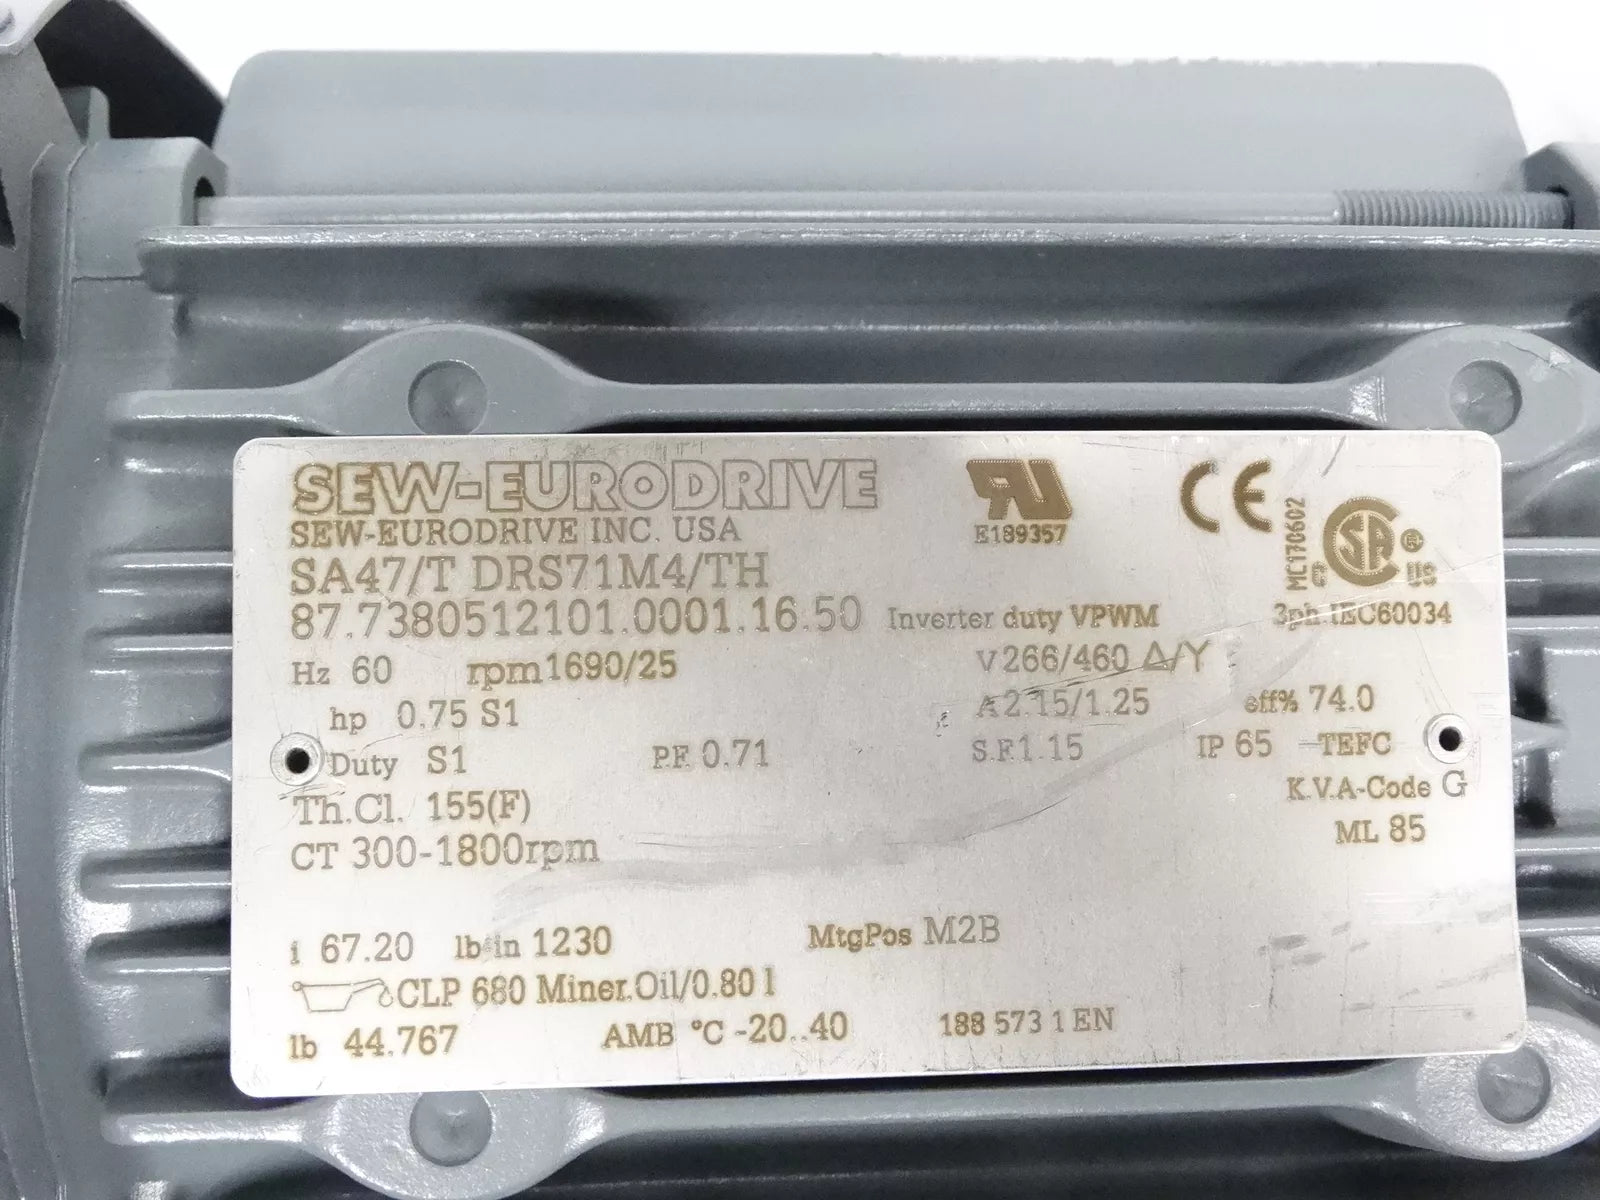 SEW-EURODRIVE
SEW-EURODRIVE INC. USA
E189357
CE
MC170602
CSA
C US
SA47/T DRS71M4/TH
87.7380512101.0001.16.50 Inverter duty VPWM 3ph.IEC60034
Hz 60 rpm 1690/25 V 266/460 Δ/Y
hp 0.75 S1 A 2.15/1.25 eff% 74.0
Duty S1 P.F. 0.71 S.F. 1.15 IP 65 TEFC
Th.Cl. 155(F) K.V.A-Code G
CT 300-1800rpm ML 85
i 67.20 lb-in 1230 MtgPos M2B
CLP 680 Miner.Oil/0.80 l
lb 44.767 AMB °C -20..40 188 573 1 EN